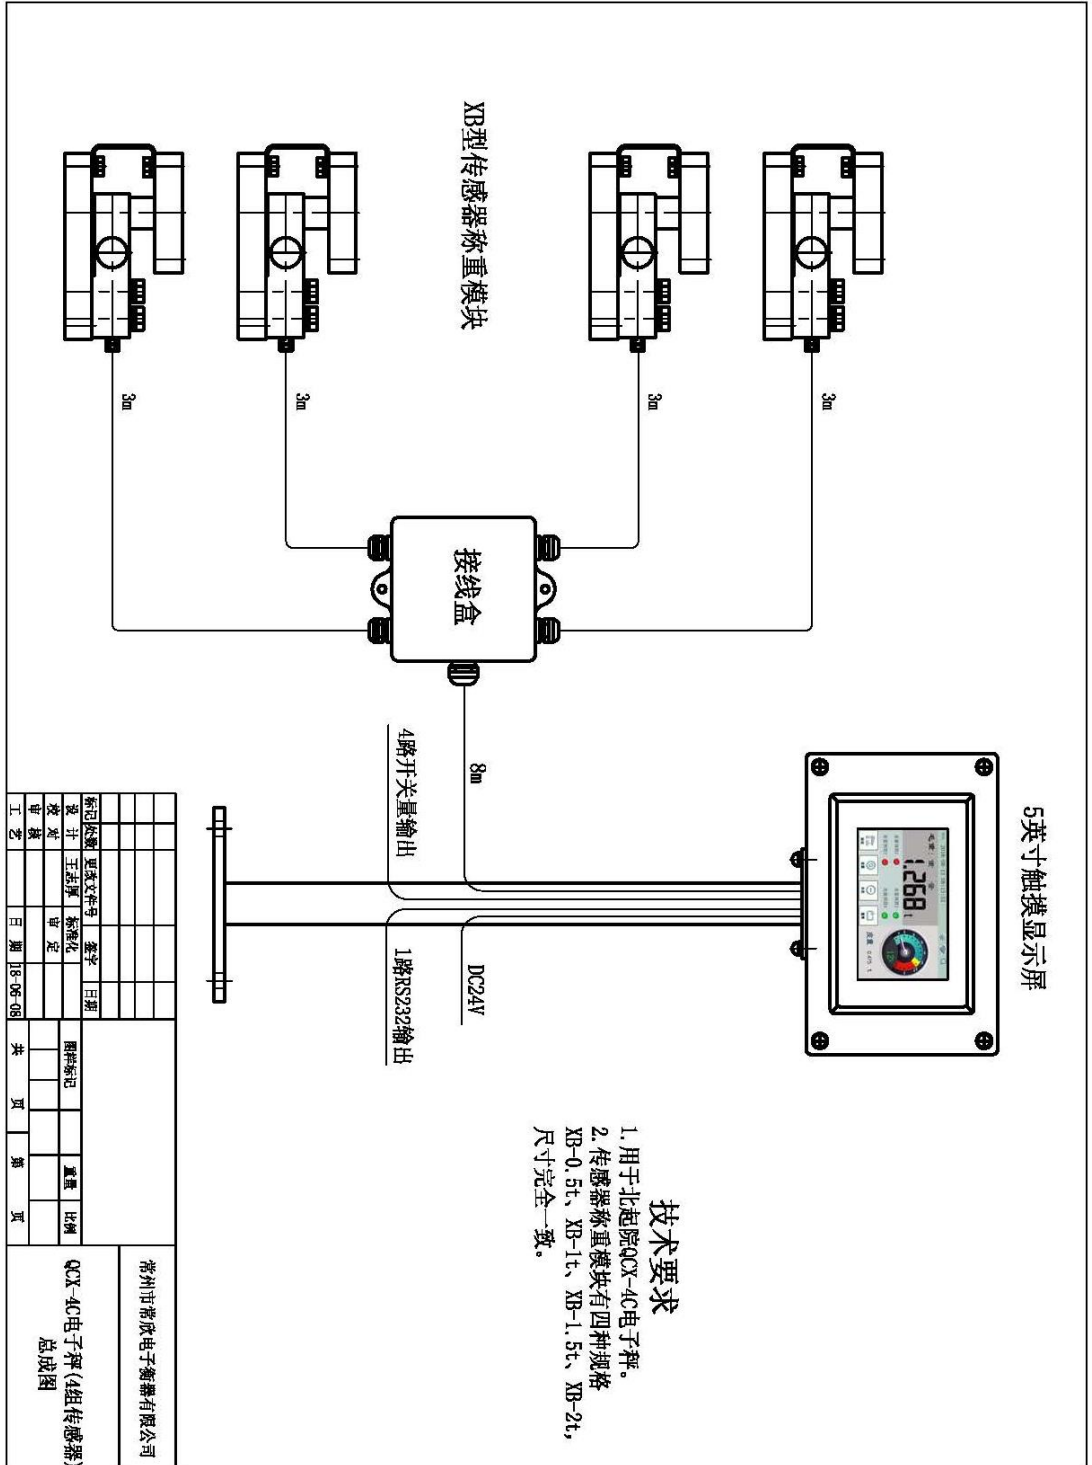 XB型传感器称重模块
3m
3m
3m
3m
接线盒
8m
4路开关量输出
1路RS232输出
DC24V
5英寸触摸显示屏
1.268 t
技术要求
1.用于北起院QCX-4C电子秤。
2.传感器称重模块有四种规格
XB-0.5t、XB-1t、XB-1.5t、XB-2t,
尺寸完全一致。
标记 处数 更改文件号 签字 日期
设计 标准化
校对 审定
审核
工艺 日期 18-06-08
图样标记 重量 比例
共 页 第 页
常州市常欣电子衡器有限公司
QCX-4C电子秤(4组传感器)
总成图